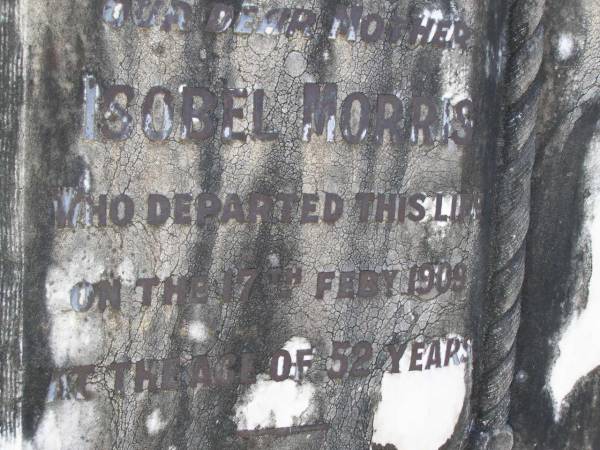 OUR DEAR MOTHER
ISOBEL MORRIS
WHO DEPARTED THIS LIFE
ON THE 17TH FEBY 1909
AT THE AGE OF 52 YEARS